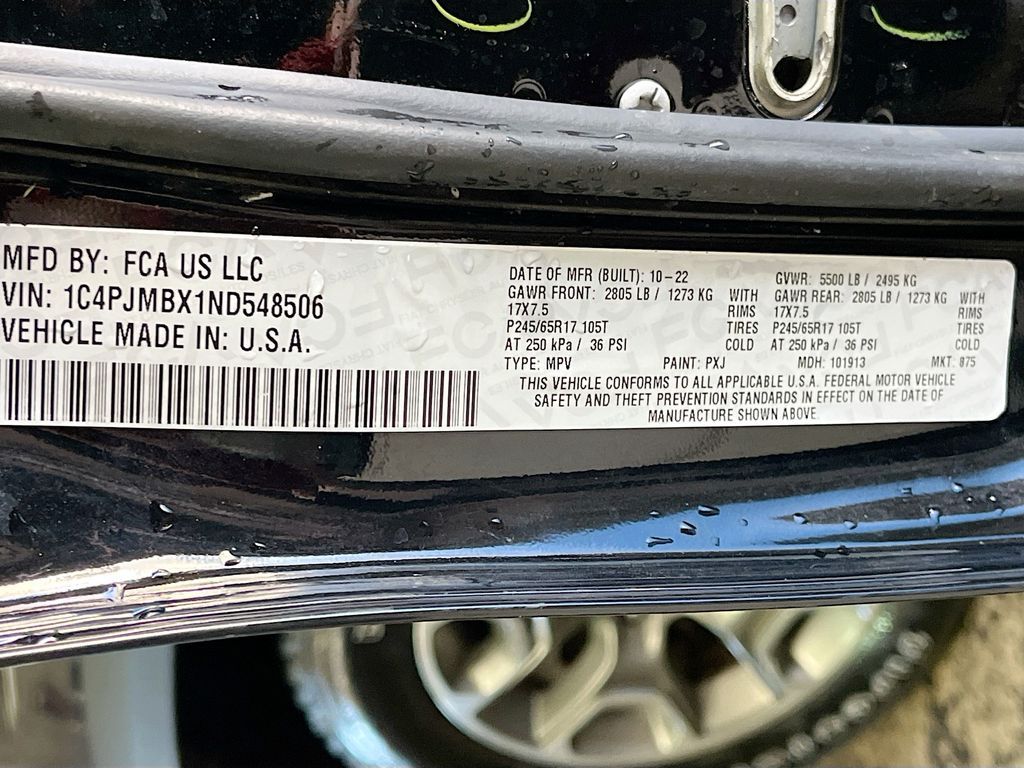 MFD BY: FCA US LLC
VIN: 1C4PJMBX1ND548506
VEHICLE MADE IN: U.S.A.
DATE OF MFR (BUILT): 10-22 GVWR: 5500 LB / 2495 KG
GAWR FRONT: 2805 LB / 1273 KG WITH GAWR REAR: 2805 LB / 1273 KG WITH
17X7.5 RIMS 17X7.5 RIMS
P245/65R17 105T TIRES P245/65R17 105T TIRES
AT 250 kPa / 36 PSI COLD AT 250 kPa / 36 PSI COLD
TYPE: MPV PAINT: PXJ MDH: 101913 MKT: 875
THIS VEHICLE CONFORMS TO ALL APPLICABLE U.S.A. FEDERAL MOTOR VEHICLE
SAFETY AND THEFT PREVENTION STANDARDS IN EFFECT ON THE DATE OF
MANUFACTURE SHOWN ABOVE.